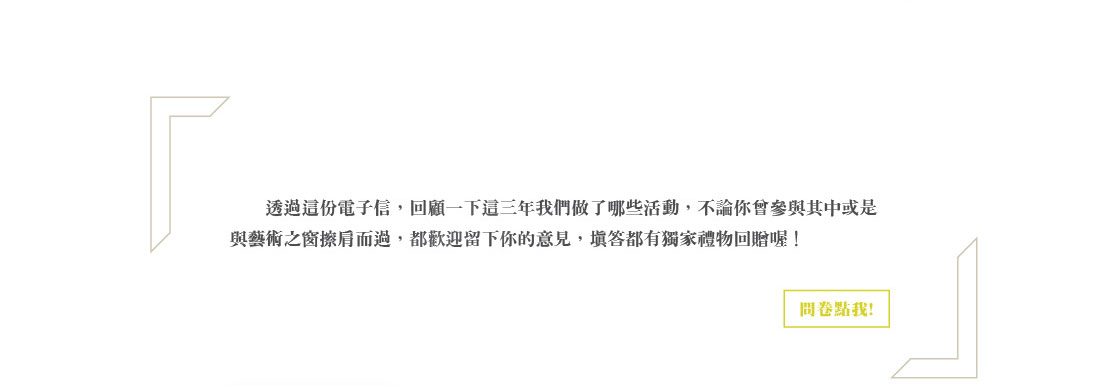 透過這份電子信，回顧一下這三年我們做了哪些活動，不論你曾參與其中或是
與藝術之窗擦肩而過，都歡迎留下你的意見，填答都有獨家禮物回贈喔！
問卷點我!